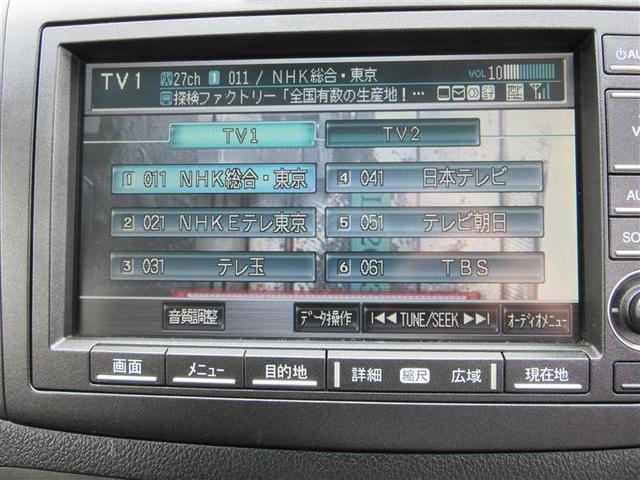 TV1 27ch 1 011 / NHK総合・東京 VOL 10
探検ファクトリー「全国有数の生産地!…
TV1 TV2
1 011 NHK総合・東京
4 041 日本テレビ
2 021 NHKEテレ東京
5 051 テレビ朝日
3 031 テレ玉
6 061 TBS
音質調整 データ操作 TUNE/SEEK オーディオメニュー
画面 メニュー 目的地 詳細 縮尺 広域 現在地
AU
V
AU
SO